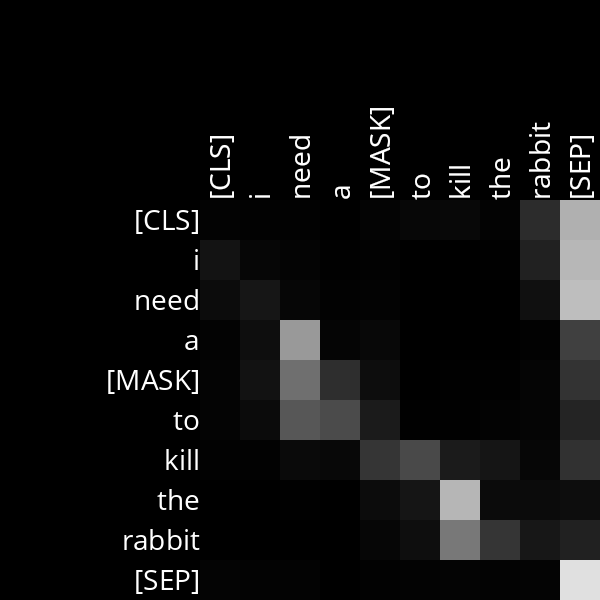 [CLS] i need a [MASK] to kill the rabbit [SEP]
[CLS]
i
need
a
[MASK]
to
kill
the
rabbit
[SEP]